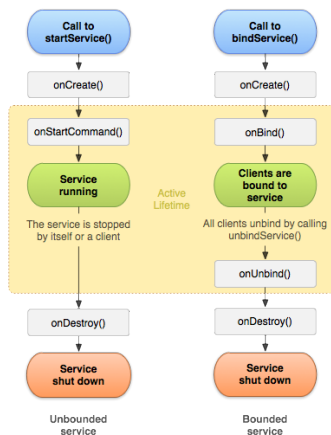 Call to
startService()
onCreate()
onStartCommand()
Service
running
The service is stopped
by itself or a client
onDestroy()
Service
shut down
Unbounded
service
Active
Lifetime
Call to
bindService()
onCreate()
onBind()
Clients are
bound to
service
All clients unbind by calling
unbindService()
onUnbind()
onDestroy()
Service
shut down
Bounded
service